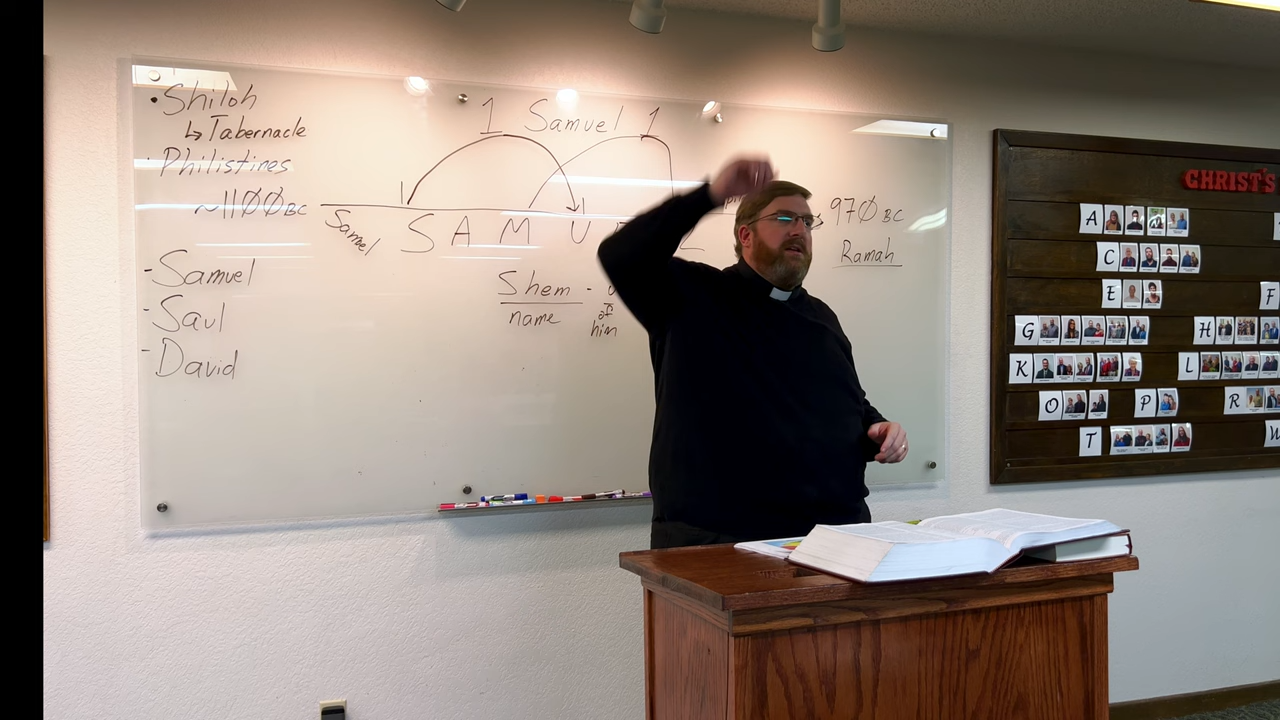 • Shiloh
↳ Tabernacle
Philistines
~1100 BC
- Samuel
- Saul
- David
1 Samuel 1
Samuel
S A M U L
970 BC
Ramah
Shem -
name
of
him
CHRIST'S
A
C
E
F
G
H
K
L
O
P
R
T
W